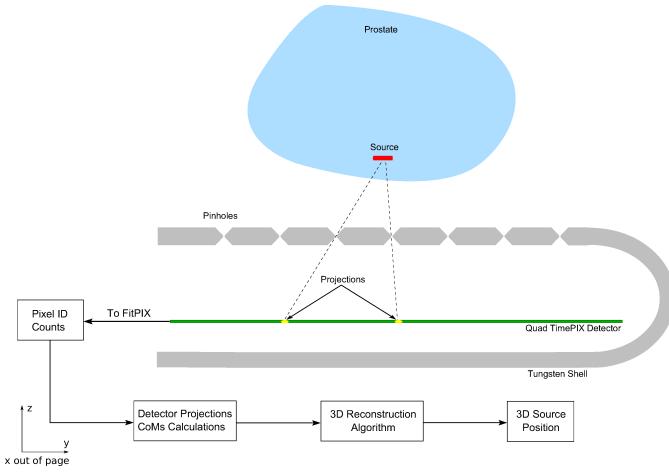 Prostate
Source
Pinholes
Projections
To FitPIX
Pixel ID
Counts
Quad TimePIX Detector
Tungsten Shell
Detector Projections
CoMs Calculations
3D Reconstruction
Algorithm
3D Source
Position
z
y
x out of page